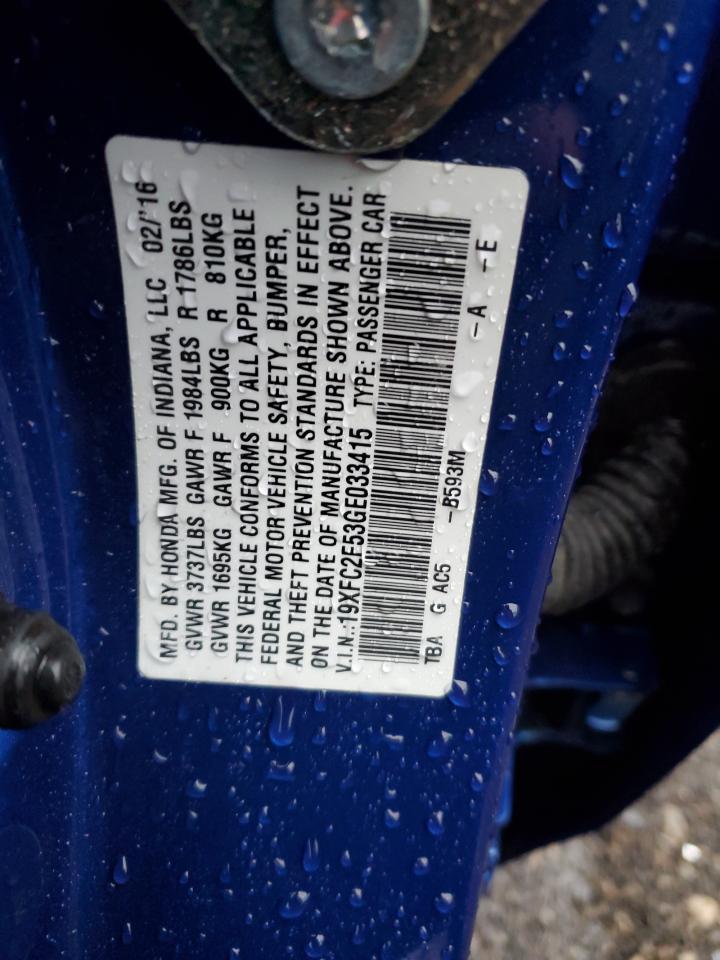 MFD. BY HONDA MFG. OF INDIANA, LLC 02/'16
GVWR 3737LBS GAWR F 1984LBS R 1786LBS
GVWR 1695KG GAWR F 900KG R 810KG
THIS VEHICLE CONFORMS TO ALL APPLICABLE
FEDERAL MOTOR VEHICLE SAFETY, BUMPER,
AND THEFT PREVENTION STANDARDS IN EFFECT
ON THE DATE OF MANUFACTURE SHOWN ABOVE.
V.I.N.:19XFC2F53GE033415 TYPE: PASSENGER CAR
TBA G AC5 -B593M -A -E